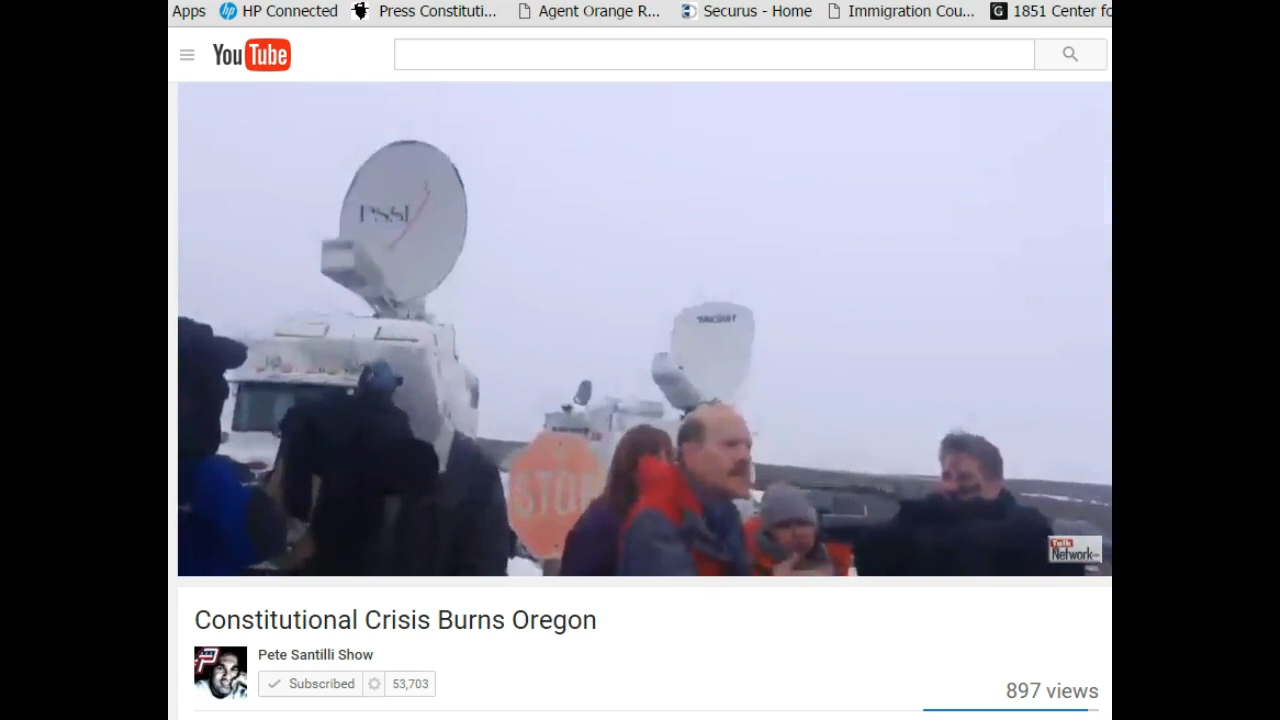 Apps HP Connected Press Constituti... Agent Orange R... Securus - Home Immigration Cou... G 1851 Center fo
YouTube
PSSI
STOP
Talk
Network
Constitutional Crisis Burns Oregon
Pete Santilli Show
Subscribed 53,703
897 views